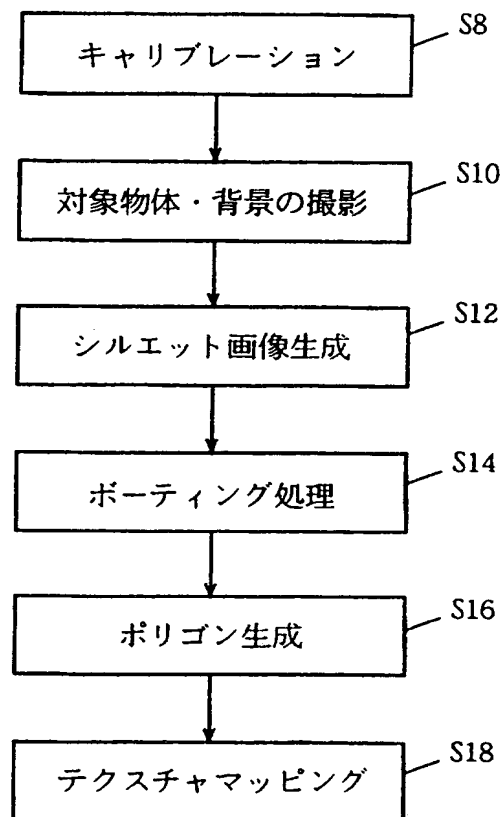 S8
キャリブレーション
S10
対象物体・背景の撮影
S12
シルエット画像生成
S14
ボーティング処理
S16
ポリゴン生成
S18
テクスチャマッピング